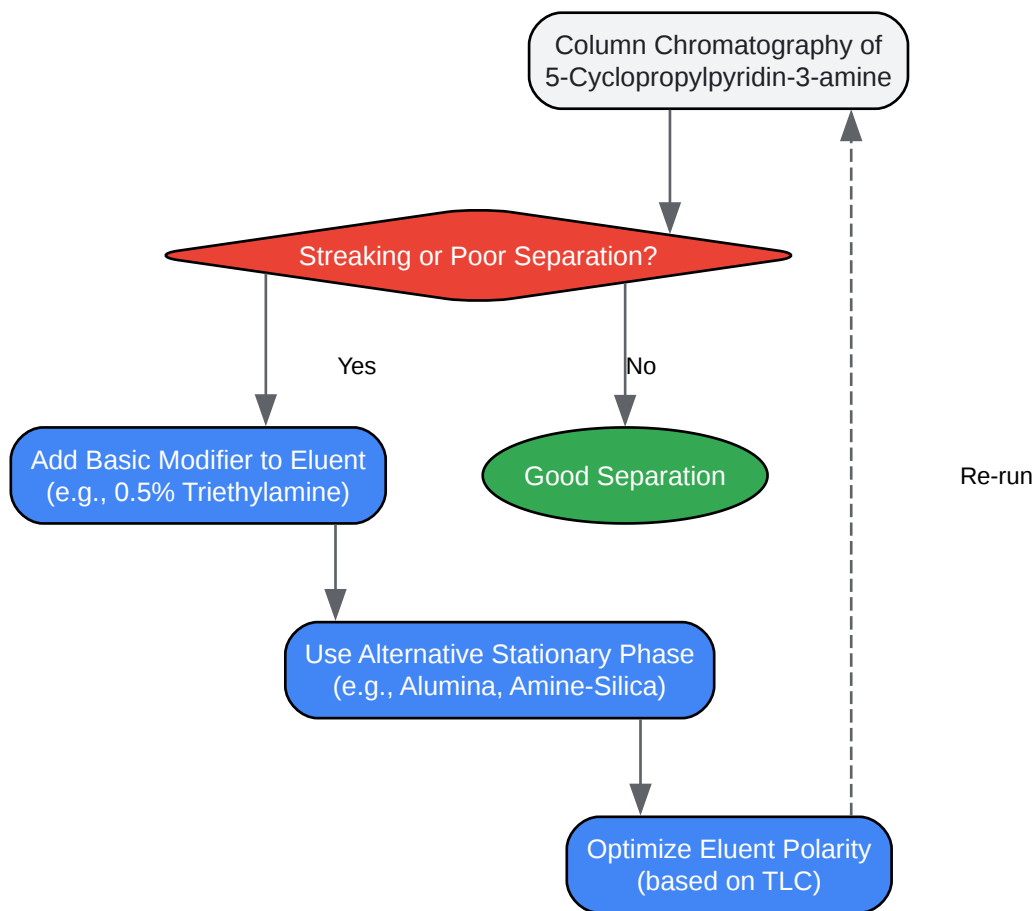 Column Chromatography of
5-Cyclopropylpyridin-3-amine
Streaking or Poor Separation?
Yes
No
Add Basic Modifier to Eluent
(e.g., 0.5% Triethylamine)
Good Separation
Re-run
Use Alternative Stationary Phase
(e.g., Alumina, Amine-Silica)
Optimize Eluent Polarity
(based on TLC)